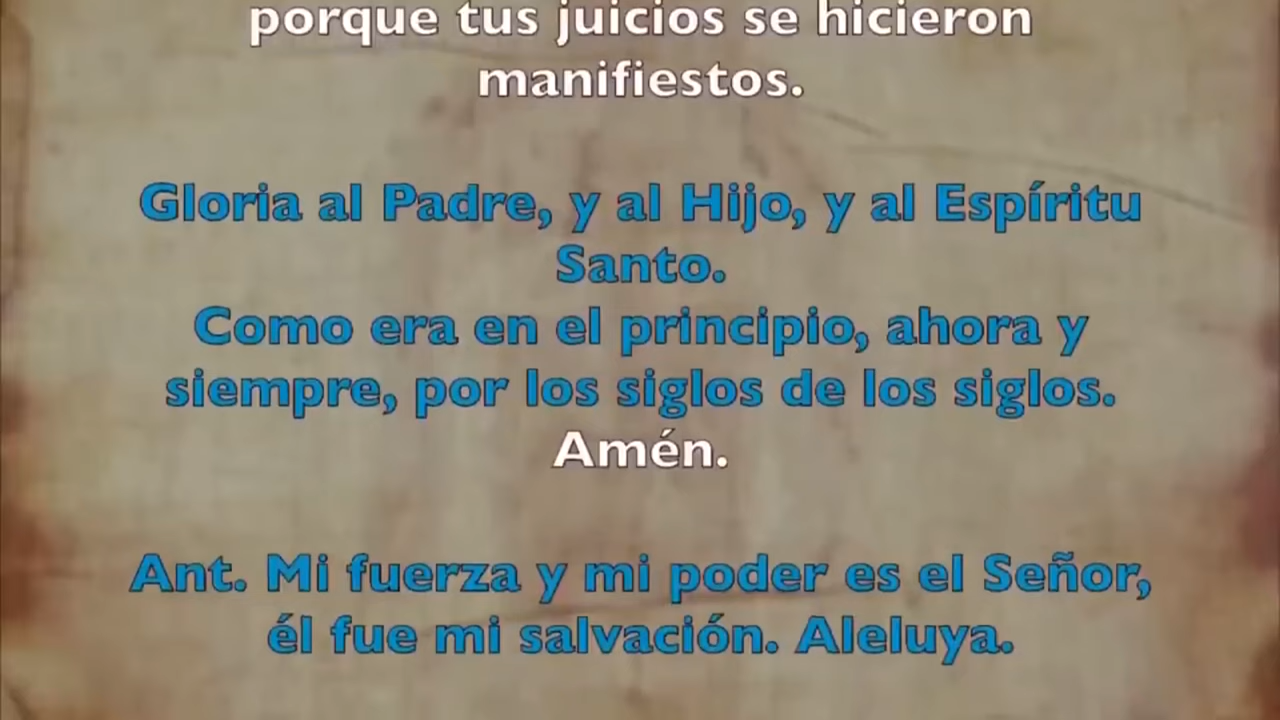 porque tus juicios se hicieron
manifiestos.
Gloria al Padre, y al Hijo, y al Espíritu
Santo.
Como era en el principio, ahora y
siempre, por los siglos de los siglos.
Amén.
Ant. Mi fuerza y mi poder es el Señor,
él fue mi salvación. Aleluya.